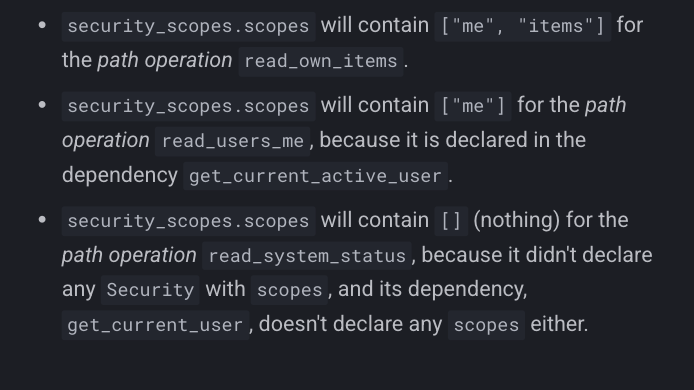 • security_scopes.scopes will contain ["me", "items"] for
the path operation read_own_items.
• security_scopes.scopes will contain ["me"] for the path
operation read_users_me, because it is declared in the
dependency get_current_active_user.
• security_scopes.scopes will contain [] (nothing) for the
path operation read_system_status, because it didn't declare
any Security with scopes, and its dependency,
get_current_user, doesn't declare any scopes either.